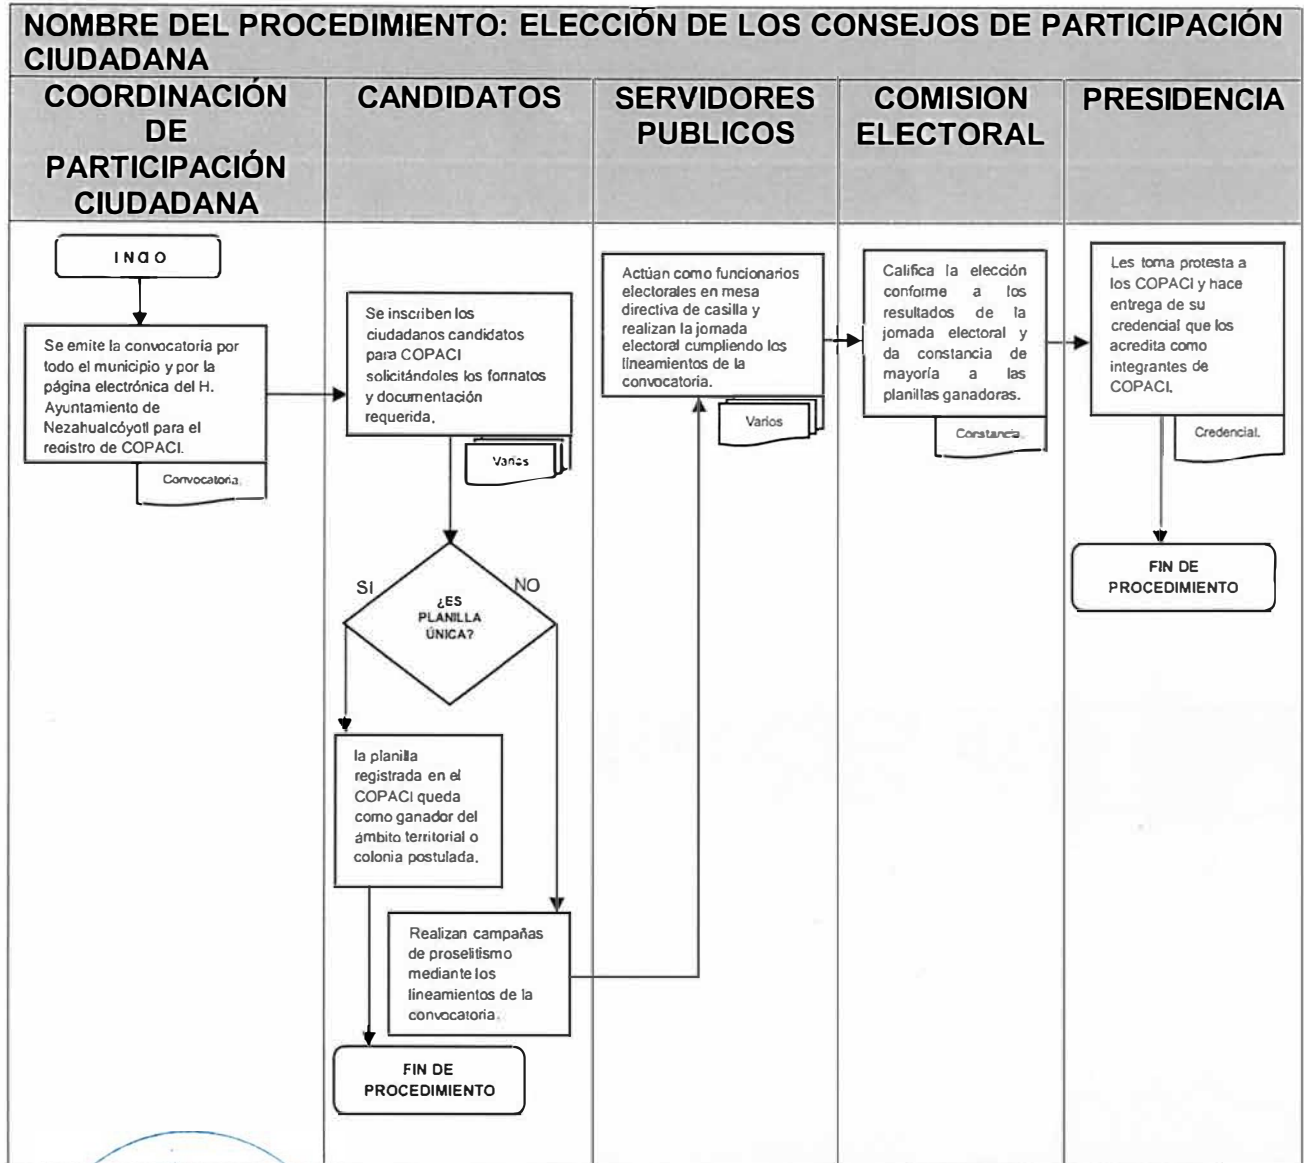 NOMBRE DEL PROCEDIMIENTO: ELECCIÓN DE LOS CONSEJOS DE PARTICIPACIÓN
CIUDADANA
COORDINACIÓN
DE
PARTICIPACIÓN
CIUDADANA
CANDIDATOS
SERVIDORES
PUBLICOS
COMISION
ELECTORAL
PRESIDENCIA
Se emite la convocatoria por
todo el municipio y por la
página electrónica del H.
Ayuntamiento de
Nezahualcóyotl para el
registro de COPACI.
Convocatoria.
Se inscriben los
ciudadanos candidatos
para COPACI
solicitándoles los formatos
y documentación
requerida.
Varios
SI
NO
¿ES
PLANILLA
ÚNICA?
la planilla
registrada en el
COPACI queda
como ganador del
ámbito territorial o
colonia postulada.
Realizan campañas
de proselitismo
mediante los
lineamientos de la
convocatoria.
FIN DE
PROCEDIMIENTO
Actúan como funcionarios
electorales en mesa
directiva de casilla y
realizan la jornada
electoral cumpliendo los
lineamientos de la
convocatoria.
Varios
Califica la elección
conforme a los
resultados de la
jornada electoral y
da constancia de
mayoría a las
planillas ganadoras.
Constancia.
Les toma protesta a
los COPACI y hace
entrega de su
credencial que los
acredita como
integrantes de
COPACI.
Credencial.
FIN DE
PROCEDIMIENTO